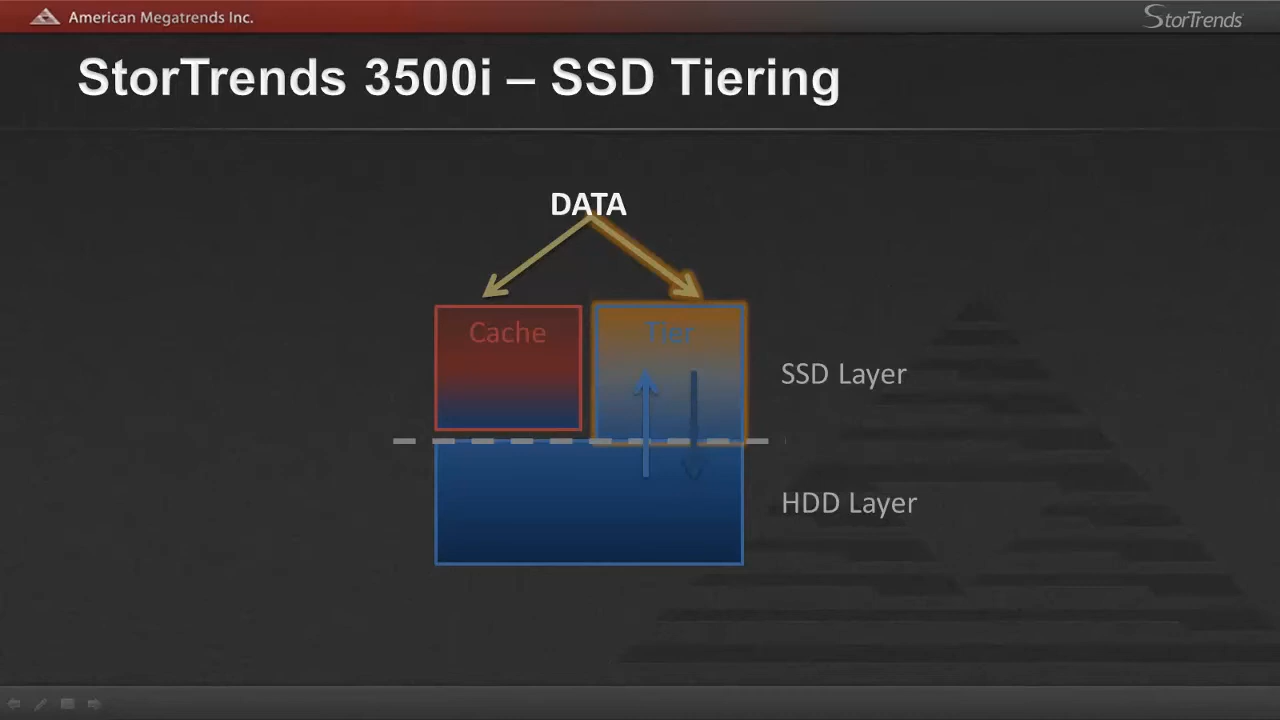 American Megatrends Inc.
StorTrends
StorTrends 3500i – SSD Tiering
DATA
Cache
Tier
SSD Layer
HDD Layer